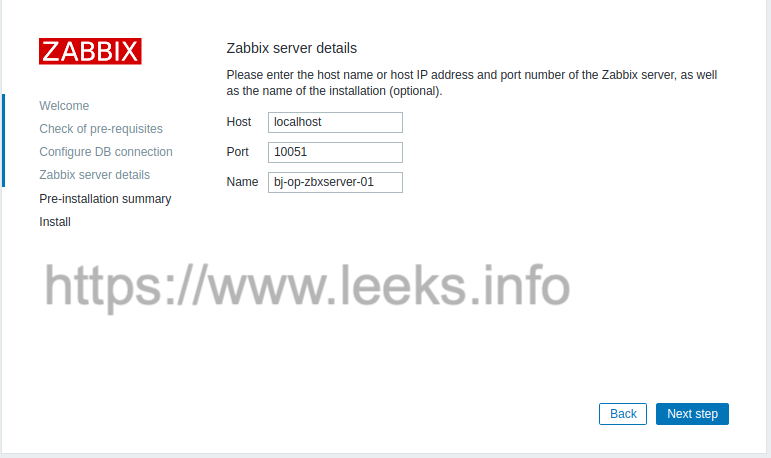 ZABBIX
Welcome
Check of pre-requisites
Configure DB connection
Zabbix server details
Pre-installation summary
Install
Zabbix server details
Please enter the host name or host IP address and port number of the Zabbix server, as well
as the name of the installation (optional).
Host localhost
Port 10051
Name bj-op-zbxserver-01
https://www.leeks.info
Back Next step